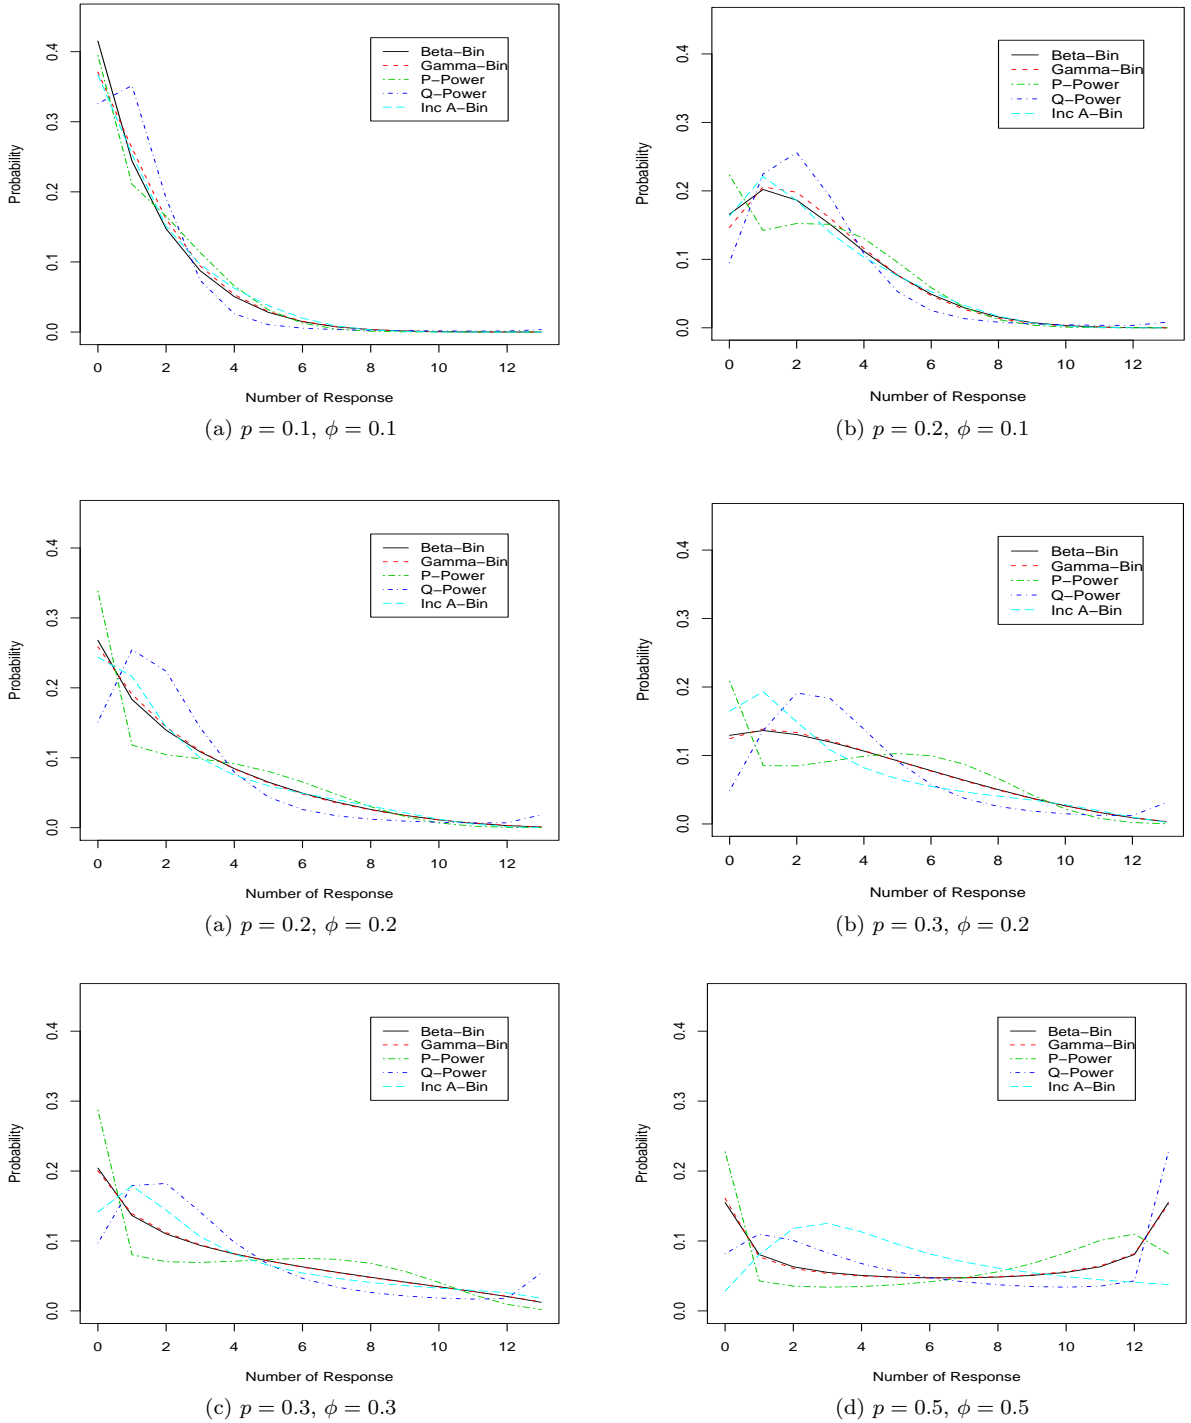 Probability
0.4
0.3
0.2
0.1
0.0
Beta−Bin
Gamma−Bin
P−Power
Q−Power
Inc A−Bin
0 2 4 6 8 10 12
Number of Response
(a) p = 0.1, ϕ = 0.1
Probability
0.4
0.3
0.2
0.1
0.0
Beta−Bin
Gamma−Bin
P−Power
Q−Power
Inc A−Bin
0 2 4 6 8 10 12
Number of Response
(b) p = 0.2, ϕ = 0.1
Probability
0.4
0.3
0.2
0.1
0.0
Beta−Bin
Gamma−Bin
P−Power
Q−Power
Inc A−Bin
0 2 4 6 8 10 12
Number of Response
(a) p = 0.2, ϕ = 0.2
Probability
0.4
0.3
0.2
0.1
0.0
Beta−Bin
Gamma−Bin
P−Power
Q−Power
Inc A−Bin
0 2 4 6 8 10 12
Number of Response
(b) p = 0.3, ϕ = 0.2
Probability
0.4
0.3
0.2
0.1
0.0
Beta−Bin
Gamma−Bin
P−Power
Q−Power
Inc A−Bin
0 2 4 6 8 10 12
Number of Response
(c) p = 0.3, ϕ = 0.3
Probability
0.4
0.3
0.2
0.1
0.0
Beta−Bin
Gamma−Bin
P−Power
Q−Power
Inc A−Bin
0 2 4 6 8 10 12
Number of Response
(d) p = 0.5, ϕ = 0.5